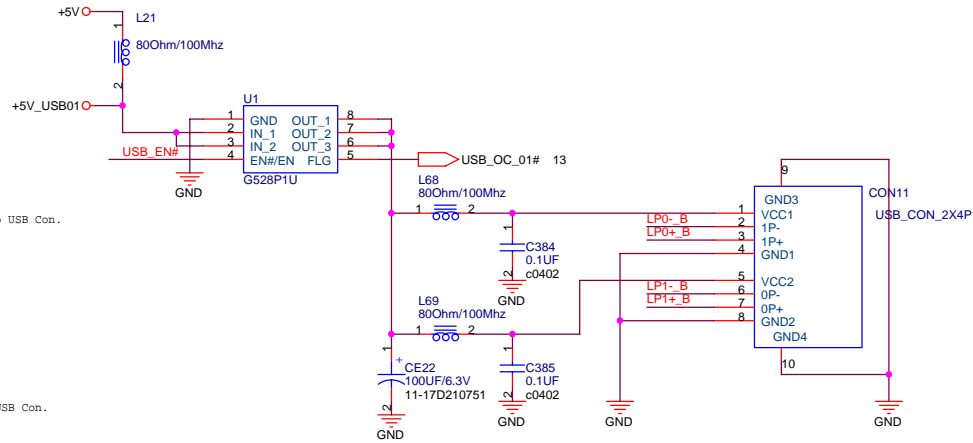 +5V
L21
1
80Ohm/100Mhz
2
+5V_USB01
U1
1 GND OUT_1 8
2 IN_1 OUT_2 7
3 IN_2 OUT_3 6
USB_EN# 4 EN#/EN FLG 5
USB_OC_01# 13
G528P1U
GND
USB Con.
L68
80Ohm/100Mhz
1 2
1
C384
0.1UF
2 c0402
GND
L69
80Ohm/100Mhz
1 2
1
+ CE22
100UF/6.3V
11-17D210751
2
GND
1
C385
0.1UF
2 c0402
GND
9
GND3
CON11
USB_CON_2X4P
1 VCC1
LP0-_B 2 1P-
LP0+_B 3 1P+
4 GND1
5 VCC2
LP1-_B 6 0P-
LP1+_B 7 0P+
8 GND2
GND4
10
GND
GND
USB Con.